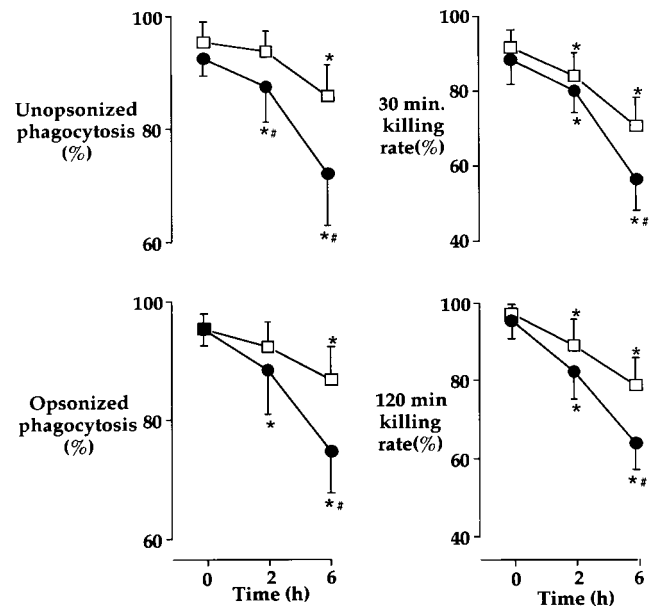 100
80
60
Unopsonized
phagocytosis
(%)
*
*#
*#
100
80
60
40
30 min.
killing
rate(%)
*
*
*
*#
100
80
60
Opsonized
phagocytosis
(%)
*
*
*#
0 2 6
Time (h)
100
80
60
40
120 min
killing
rate(%)
*
*
*
*#
0 2 6
Time (h)